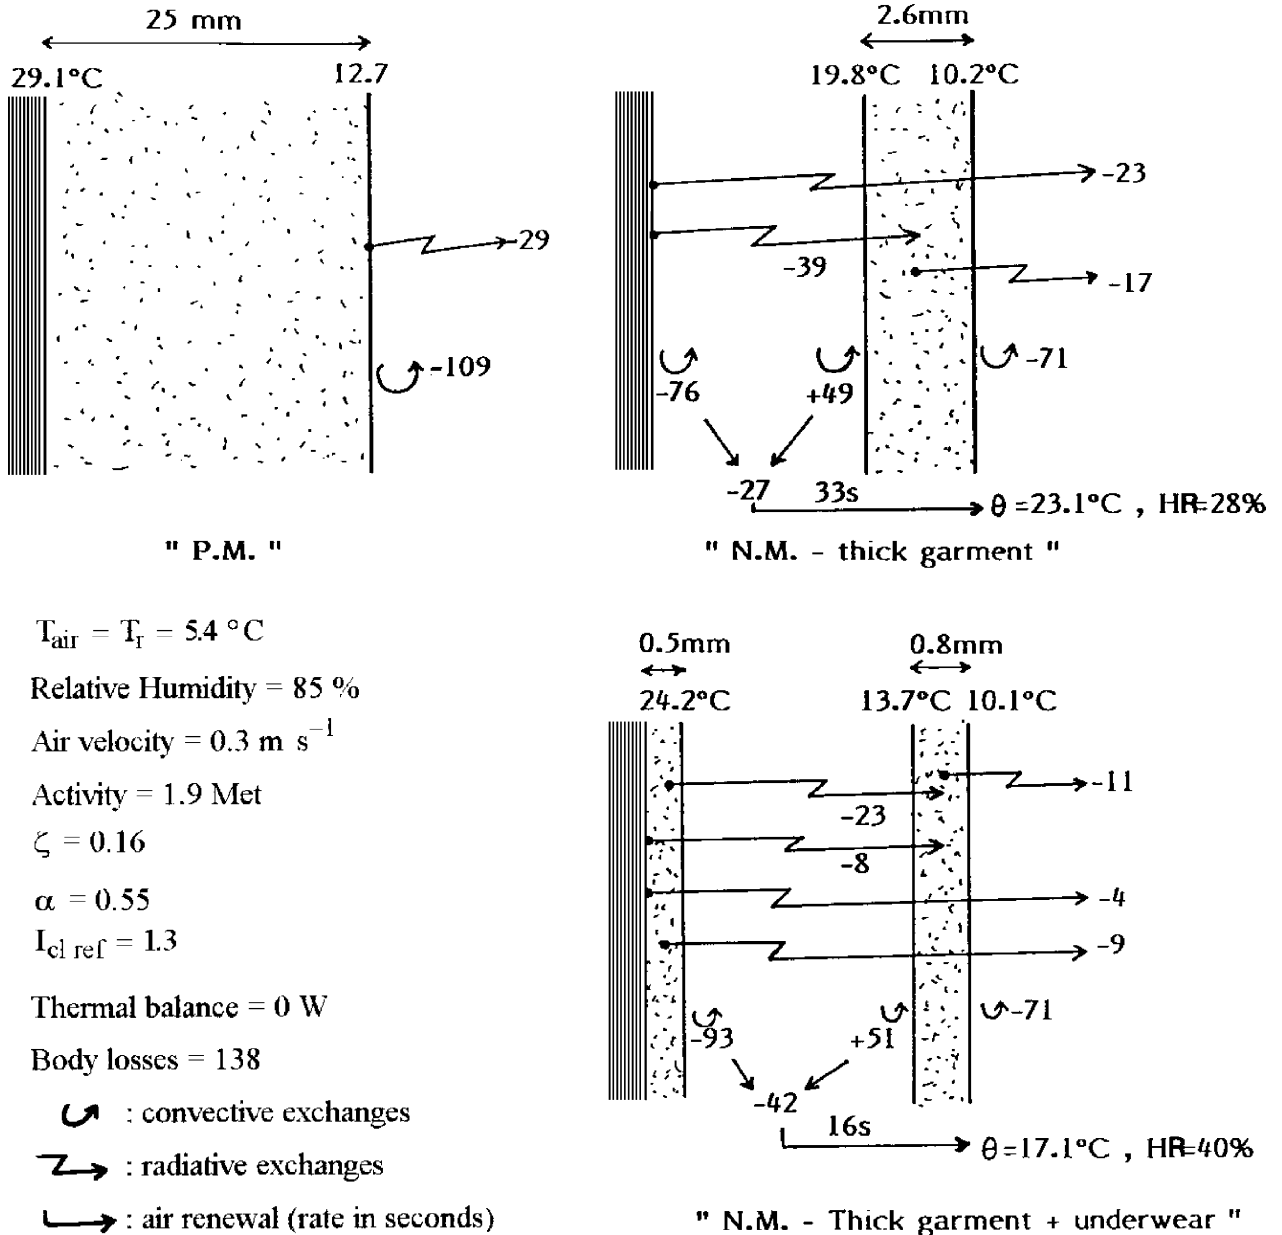 25 mm
29.1°C 12.7
-29
-109
" P.M. "
2.6mm
19.8°C 10.2°C
-23
-39
-17
-76 +49 -71
-27 33s θ =23.1°C , HR=28%
" N.M. - thick garment "
T_air = T_r = 5.4 °C
Relative Humidity = 85 %
Air velocity = 0.3 m s⁻¹
Activity = 1.9 Met
ζ = 0.16
α = 0.55
I_cl ref = 1.3
Thermal balance = 0 W
Body losses = 138
: convective exchanges
: radiative exchanges
: air renewal (rate in seconds)
0.5mm 0.8mm
24.2°C 13.7°C 10.1°C
-11
-23
-8
-4
-9
-93 +51 -71
-42 16s θ=17.1°C , HR=40%
" N.M. - Thick garment + underwear "